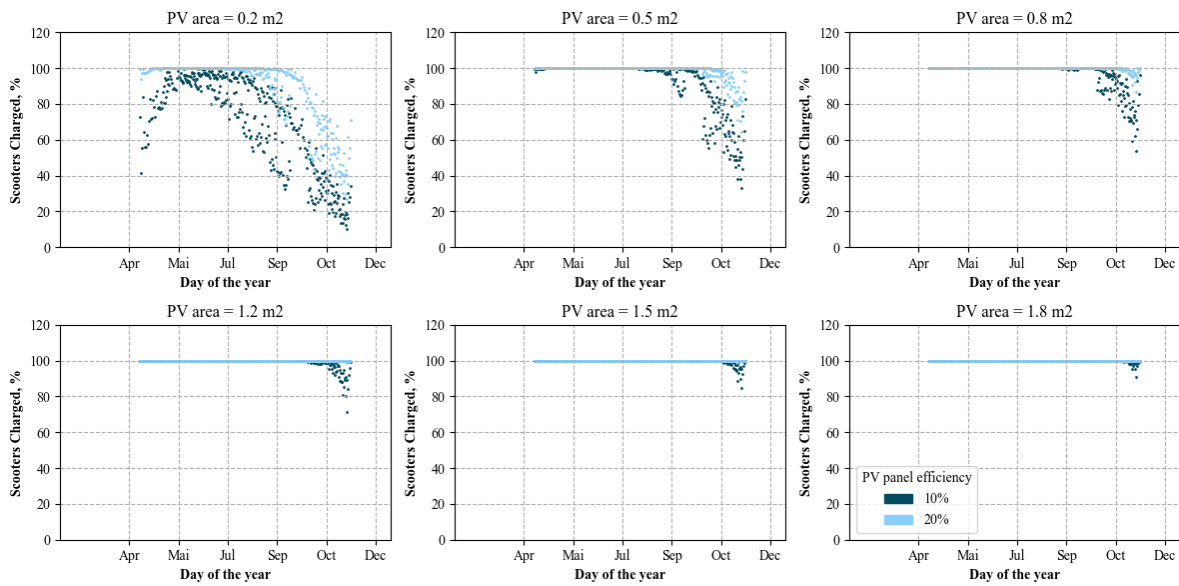 PV area = 0.2 m2
PV area = 0.5 m2
PV area = 0.8 m2
120
100
80
60
40
20
0
Scooters Charged, %
Apr Mai Jul Sep Oct Dec
Day of the year
120
100
80
60
40
20
0
Scooters Charged, %
Apr Mai Jul Sep Oct Dec
Day of the year
120
100
80
60
40
20
0
Scooters Charged, %
Apr Mai Jul Sep Oct Dec
Day of the year
PV area = 1.2 m2
PV area = 1.5 m2
PV area = 1.8 m2
120
100
80
60
40
20
0
Scooters Charged, %
Apr Mai Jul Sep Oct Dec
Day of the year
120
100
80
60
40
20
0
Scooters Charged, %
Apr Mai Jul Sep Oct Dec
Day of the year
120
100
80
60
40
20
0
Scooters Charged, %
PV panel efficiency
10%
20%
Apr Mai Jul Sep Oct Dec
Day of the year